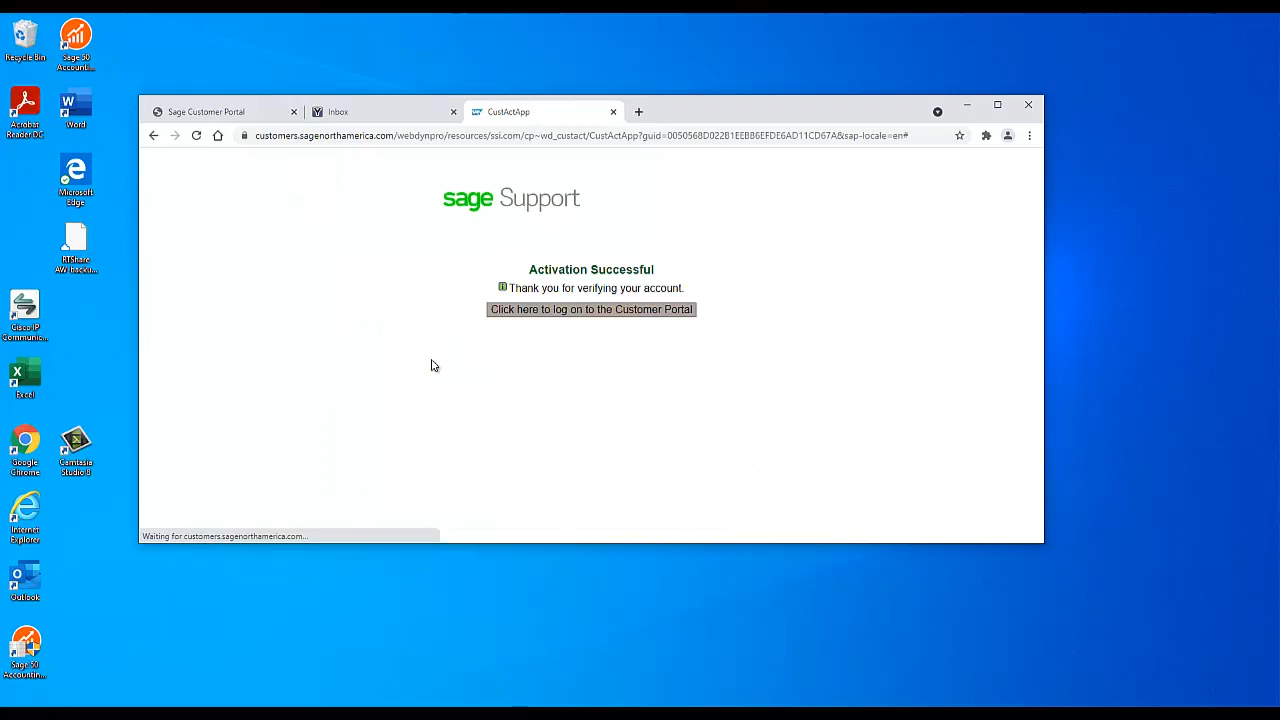 Recycle Bin
Sage 50
Accounti...
Acrobat
Reader DC
Word
Microsoft
Edge
RTShare
AW-backu...
Cisco IP
Communic...
Excel
Google
Chrome
Camtasia
Studio 8
Internet
Explorer
Outlook
Sage 50
Accountin...
Sage Customer Portal
Inbox
CustActApp
customers.sagenorthamerica.com/webdynpro/resources/ssi.com/cp~wd_custact/CustActApp?guid=0050568D022B1EEBB6EFDE6AD11CD67A&sap-locale=en#
sage Support
Activation Successful
Thank you for verifying your account.
Click here to log on to the Customer Portal
Waiting for customers.sagenorthamerica.com...